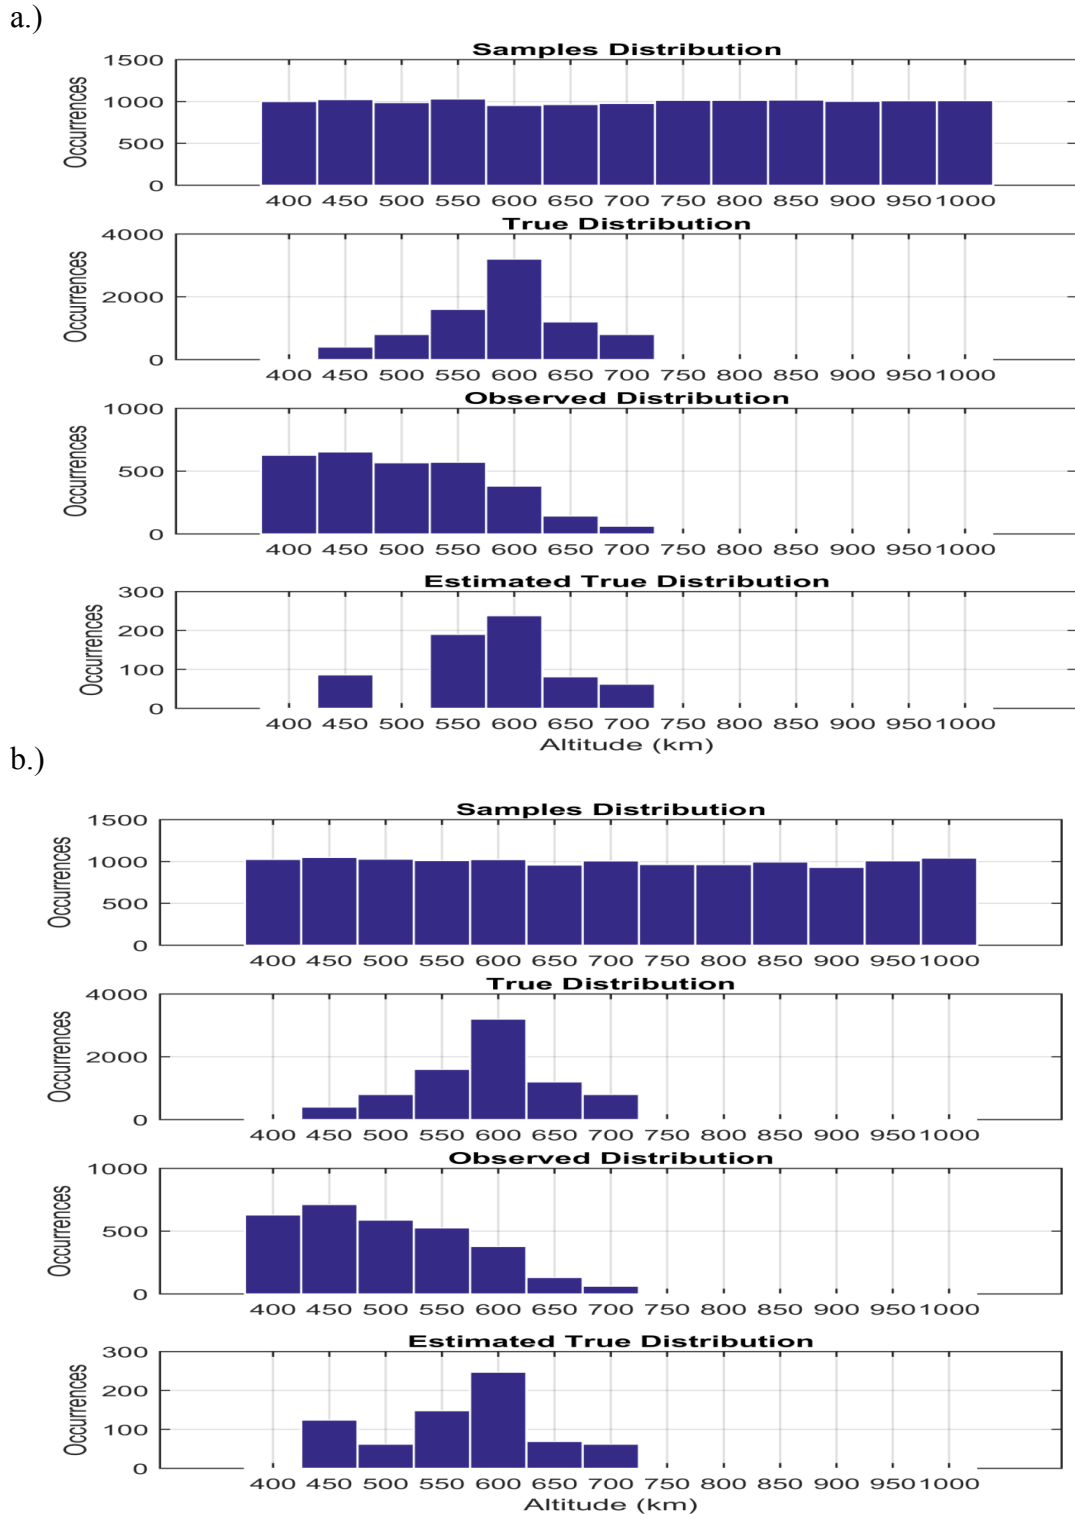 a.)
Samples Distribution
Occurrences
1500
1000
500
0
400 450 500 550 600 650 700 750 800 850 900 950 1000
True Distribution
Occurrences
4000
2000
0
400 450 500 550 600 650 700 750 800 850 900 950 1000
Observed Distribution
Occurrences
1000
500
0
400 450 500 550 600 650 700 750 800 850 900 950 1000
Estimated True Distribution
Occurrences
300
200
100
0
400 450 500 550 600 650 700 750 800 850 900 950 1000
Altitude (km)
b.)
Samples Distribution
Occurrences
1500
1000
500
0
400 450 500 550 600 650 700 750 800 850 900 950 1000
True Distribution
Occurrences
4000
2000
0
400 450 500 550 600 650 700 750 800 850 900 950 1000
Observed Distribution
Occurrences
1000
500
0
400 450 500 550 600 650 700 750 800 850 900 950 1000
Estimated True Distribution
Occurrences
300
200
100
0
400 450 500 550 600 650 700 750 800 850 900 950 1000
Altitude (km)